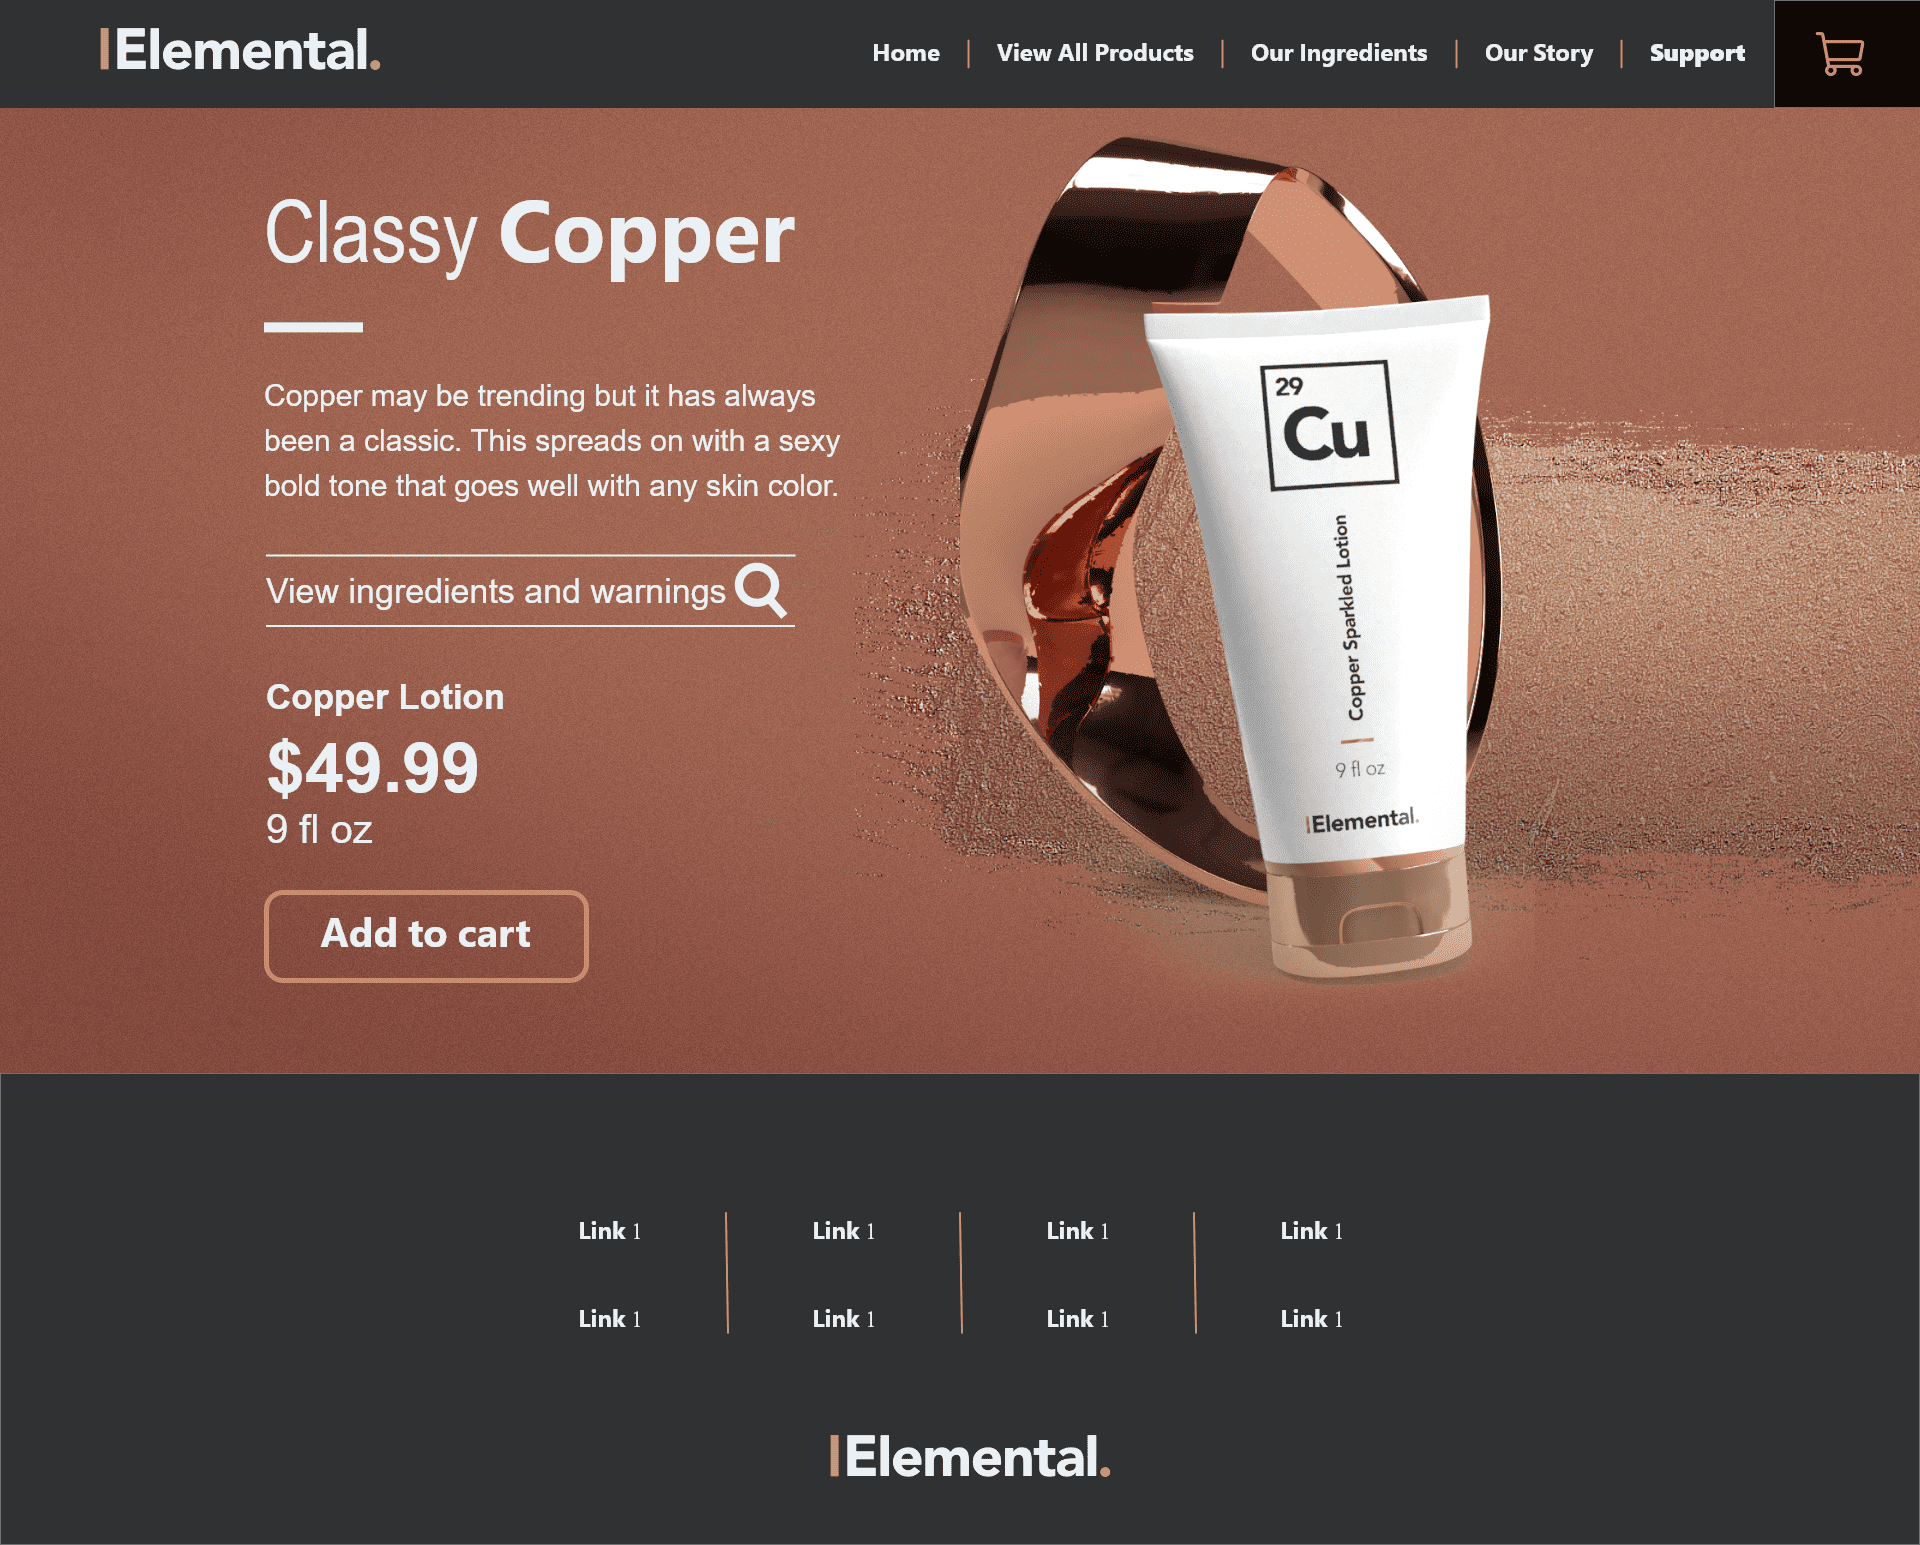 Elemental.
Home
View All Products
Our Ingredients
Our Story
Support
Classy Copper
Copper may be trending but it has always
been a classic. This spreads on with a sexy
bold tone that goes well with any skin color.
View ingredients and warnings
Copper Lotion
$49.99
9 fl oz
Add to cart
29
Cu
Copper Sparkled Lotion
9 fl oz
Elemental.
Link 1
Link 1
Link 1
Link 1
Link 1
Link 1
Link 1
Link 1
Elemental.